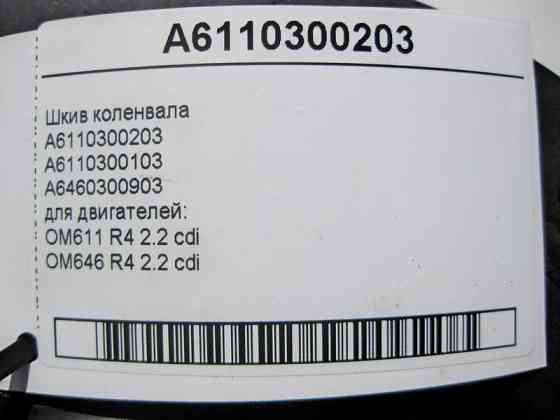 A6110300203
Шкив коленвала
A6110300203
A6110300103
A6460300903
для двигателей:
OM611 R4 2.2 cdi
OM646 R4 2.2 cdi